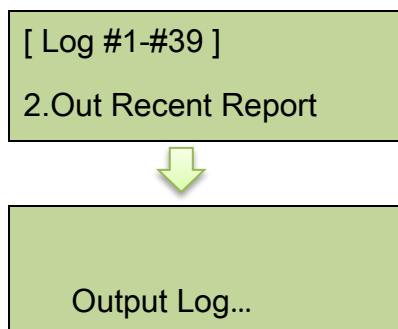 [ Log #1-#39 ]
2.Out Recent Report
Output Log…